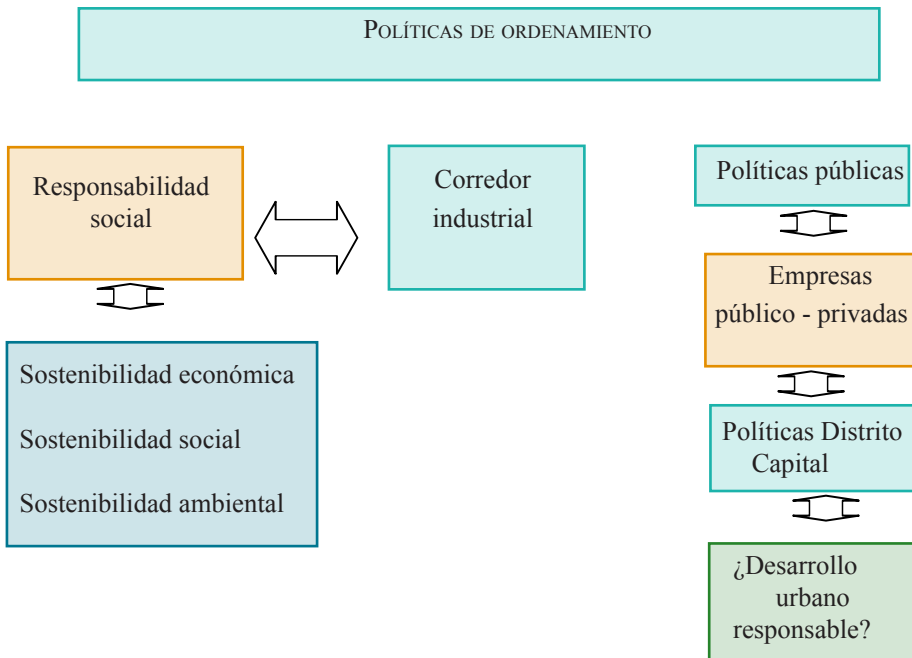 POLÍTICAS DE ORDENAMIENTO
Responsabilidad
social
Corredor
industrial
Políticas públicas
Empresas
público - privadas
Sostenibilidad económica
Sostenibilidad social
Sostenibilidad ambiental
Políticas Distrito
Capital
¿Desarrollo
urbano
responsable?